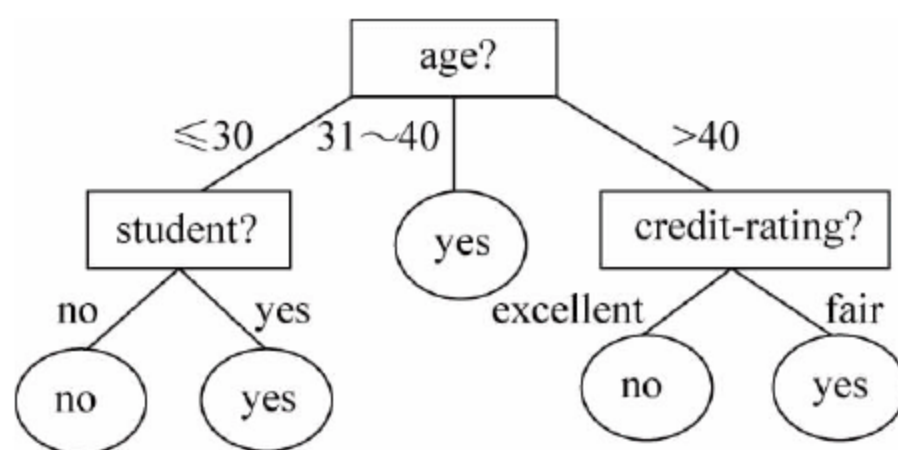 age?
≤30
31～40
>40
student?
yes
credit-rating?
no
yes
excellent
fair
no
yes
no
yes